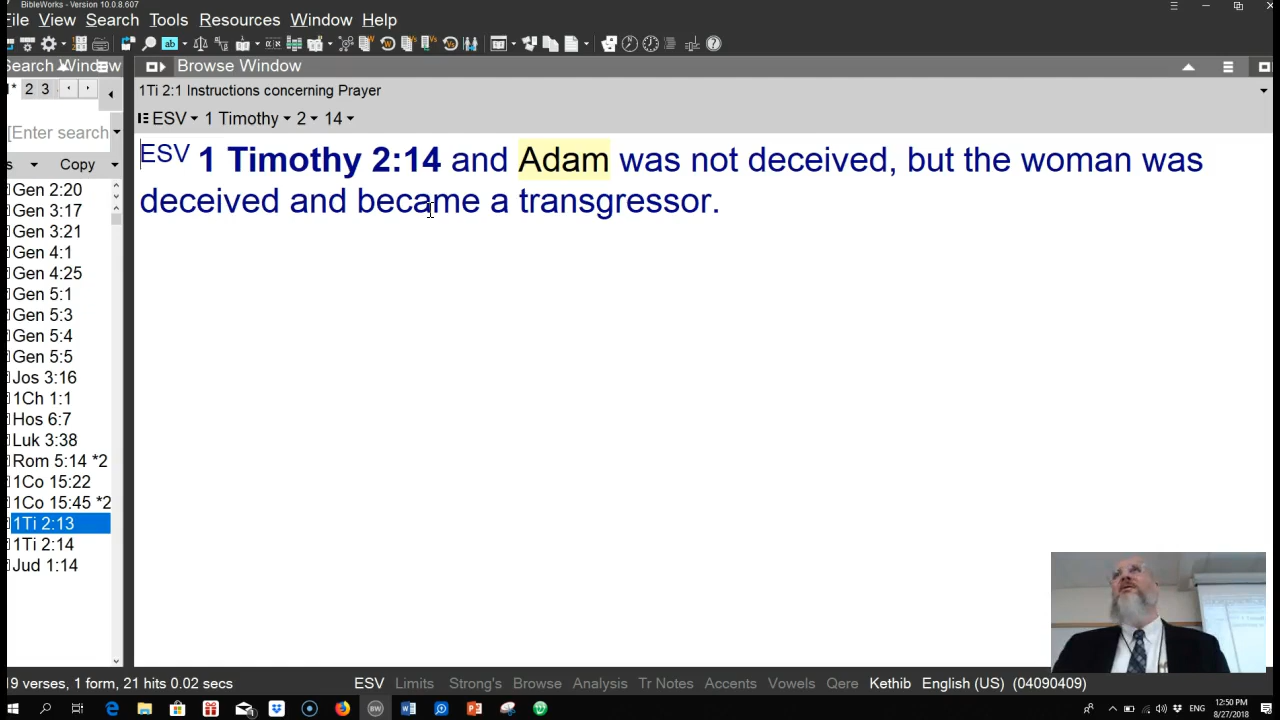 BibleWorks - Version 10.0.8.607
File View Search Tools Resources Window Help
Search Window
Browse Window
1Ti 2:1 Instructions concerning Prayer
2 3
ESV 1 Timothy 2 14
[Enter search
s Copy
ESV 1 Timothy 2:14 and Adam was not deceived, but the woman was
deceived and became a transgressor.
Gen 2:20
Gen 3:17
Gen 3:21
Gen 4:1
Gen 4:25
Gen 5:1
Gen 5:3
Gen 5:4
Gen 5:5
Jos 3:16
1Ch 1:1
Hos 6:7
Luk 3:38
Rom 5:14 *2
1Co 15:22
1Co 15:45 *2
1Ti 2:13
1Ti 2:14
Jud 1:14
19 verses, 1 form, 21 hits 0.02 secs
ESV Limits Strong's Browse Analysis Tr Notes Accents Vowels Qere Kethib English (US) (04090409)
ENG
12:50 PM
8/27/2018